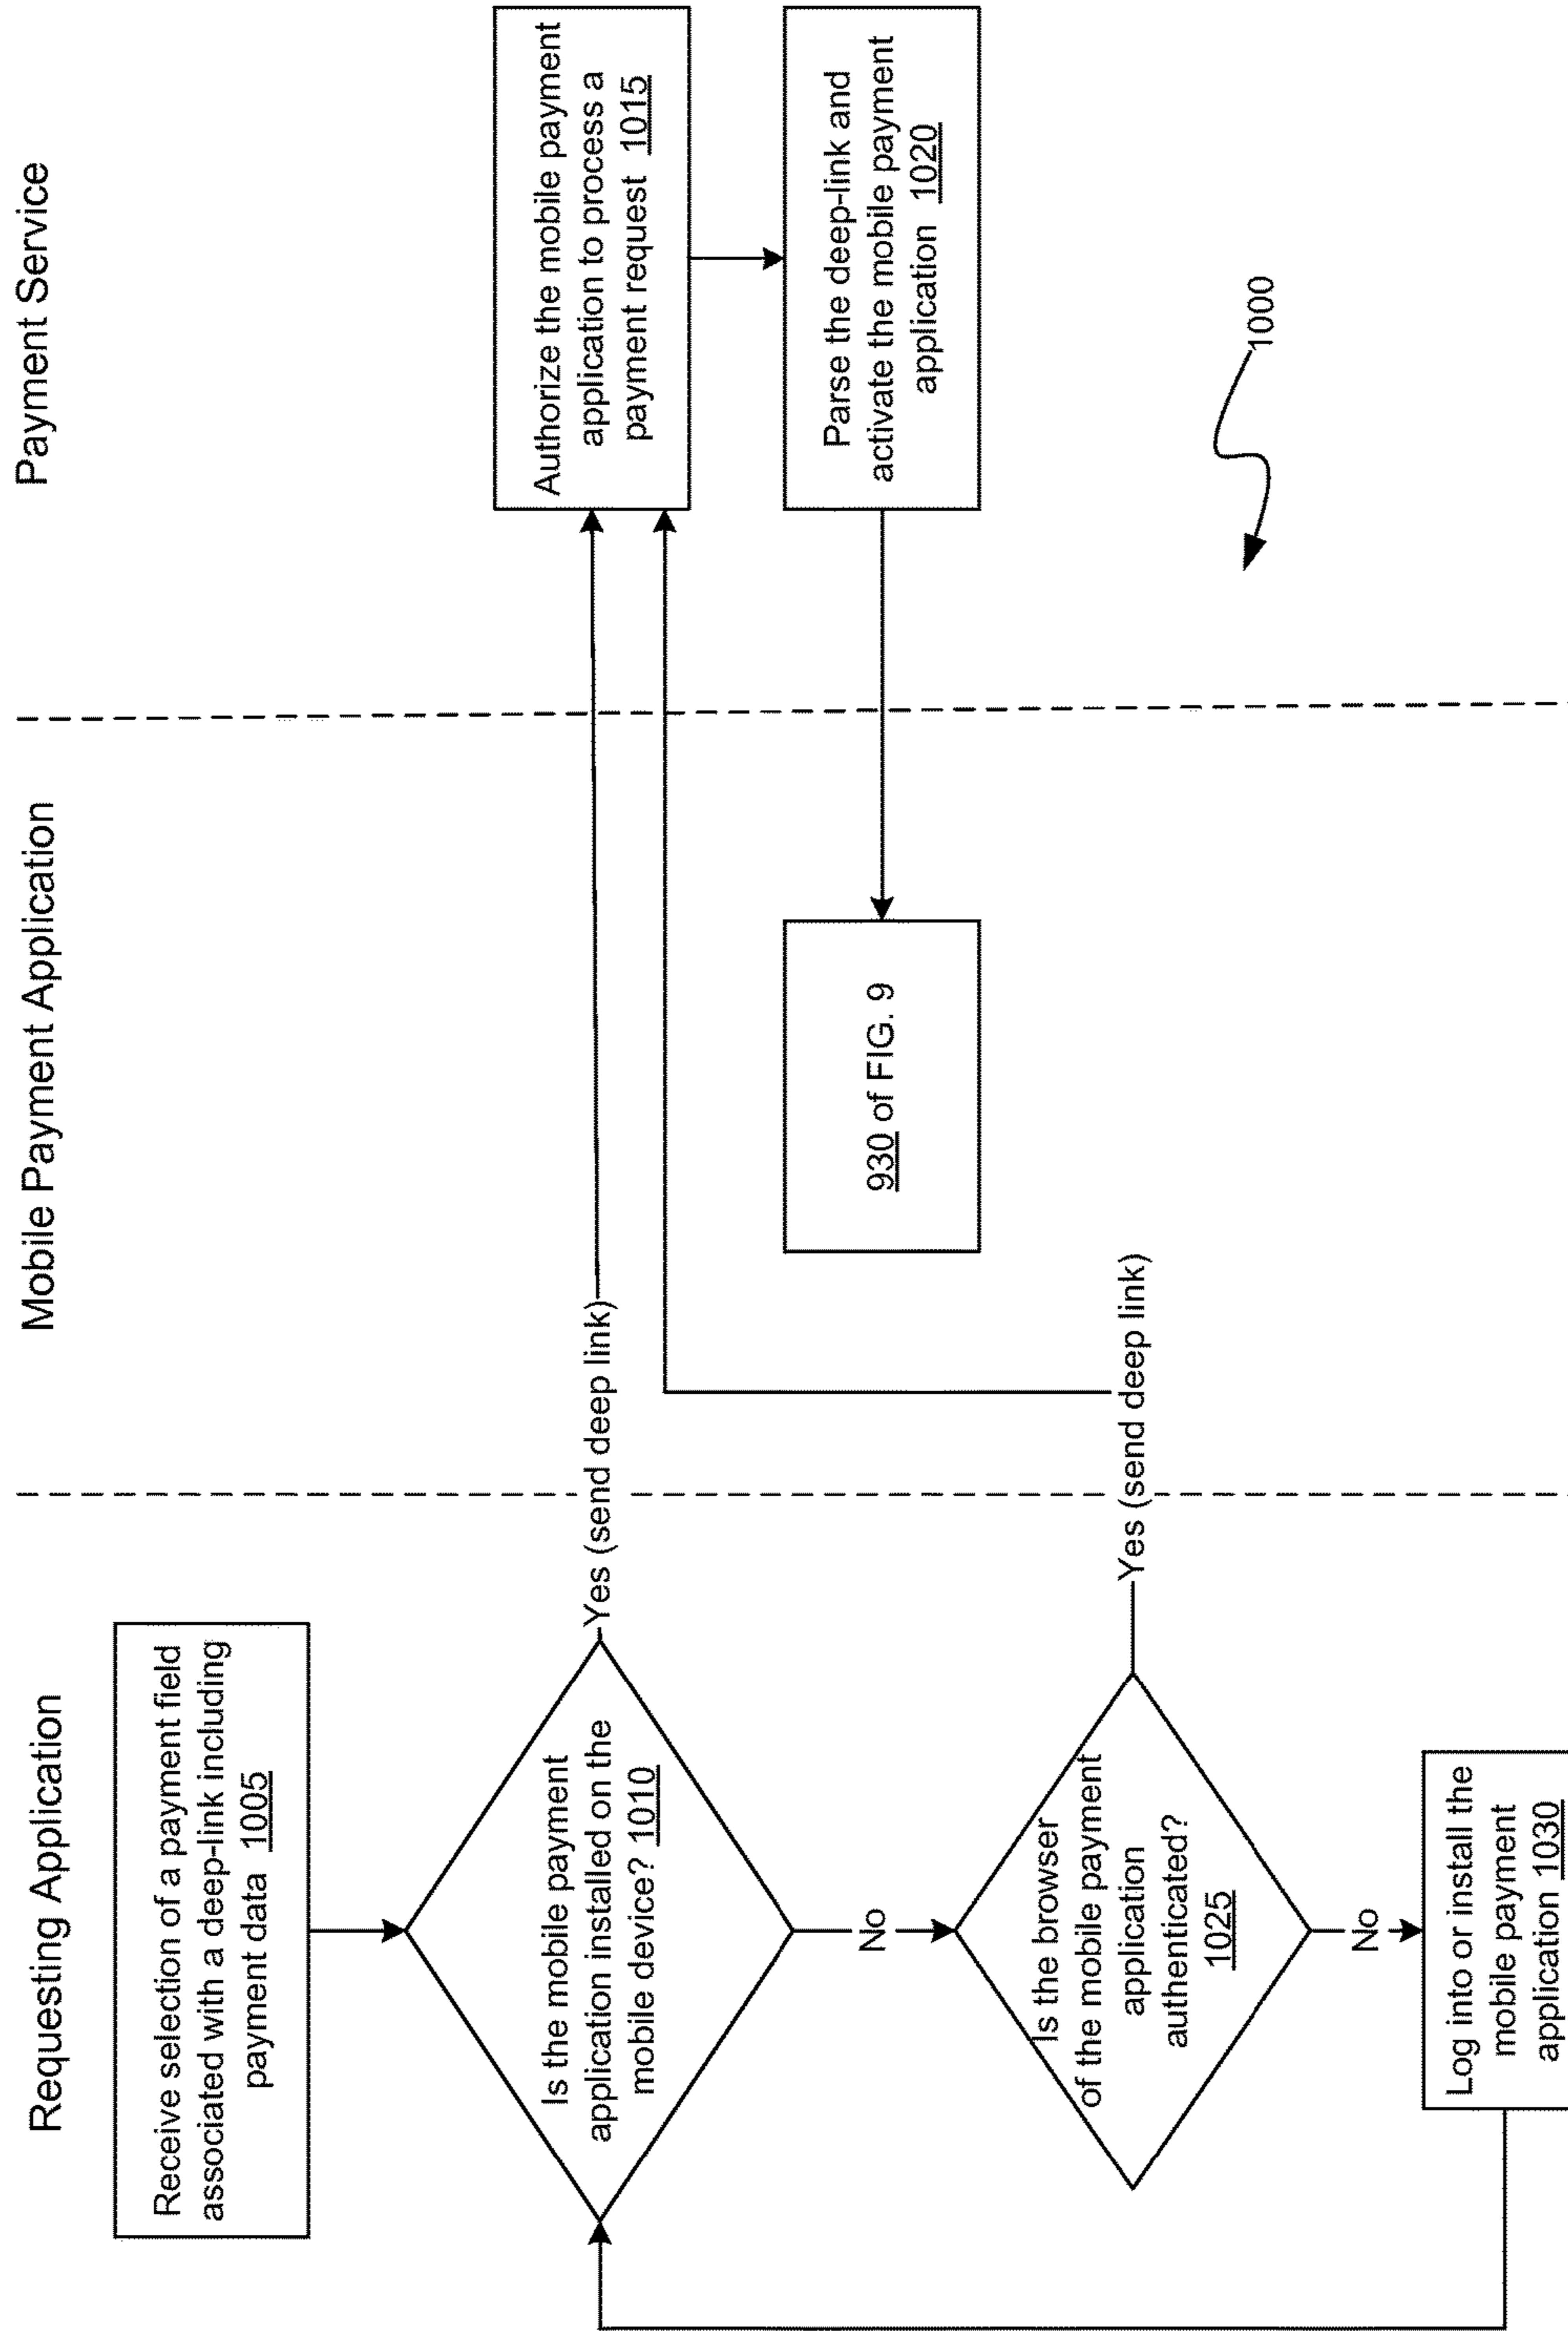 Requesting Application
Mobile Payment Application
Payment Service
Receive selection of a payment field
associated with a deep-link including
payment data 1005
Is the mobile payment
application installed on the
mobile device? 1010
Yes (send deep link)
Authorize the mobile payment
application to process a
payment request 1015
No
Parse the deep-link and
activate the mobile payment
application 1020
930 of FIG. 9
Is the browser
of the mobile payment
application
authenticated?
1025
Yes (send deep link)
No
Log into or install the
mobile payment
application 1030
1000